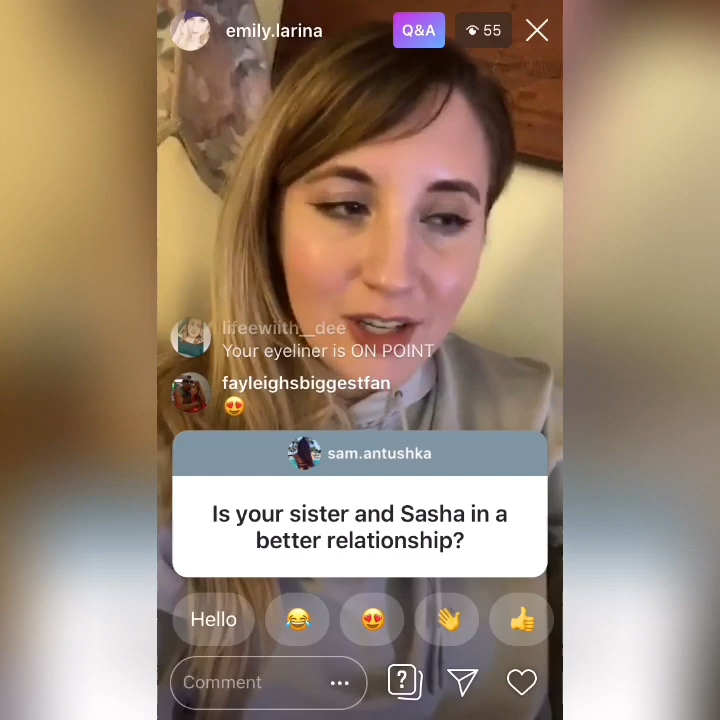 emily.larina
Q&A
55
lifeewiith__dee
Your eyeliner is ON POINT
fayleighsbiggestfan
😍
sam.antushka
Is your sister and Sasha in a
better relationship?
Hello 😂 😍 👋 👍
Comment
?